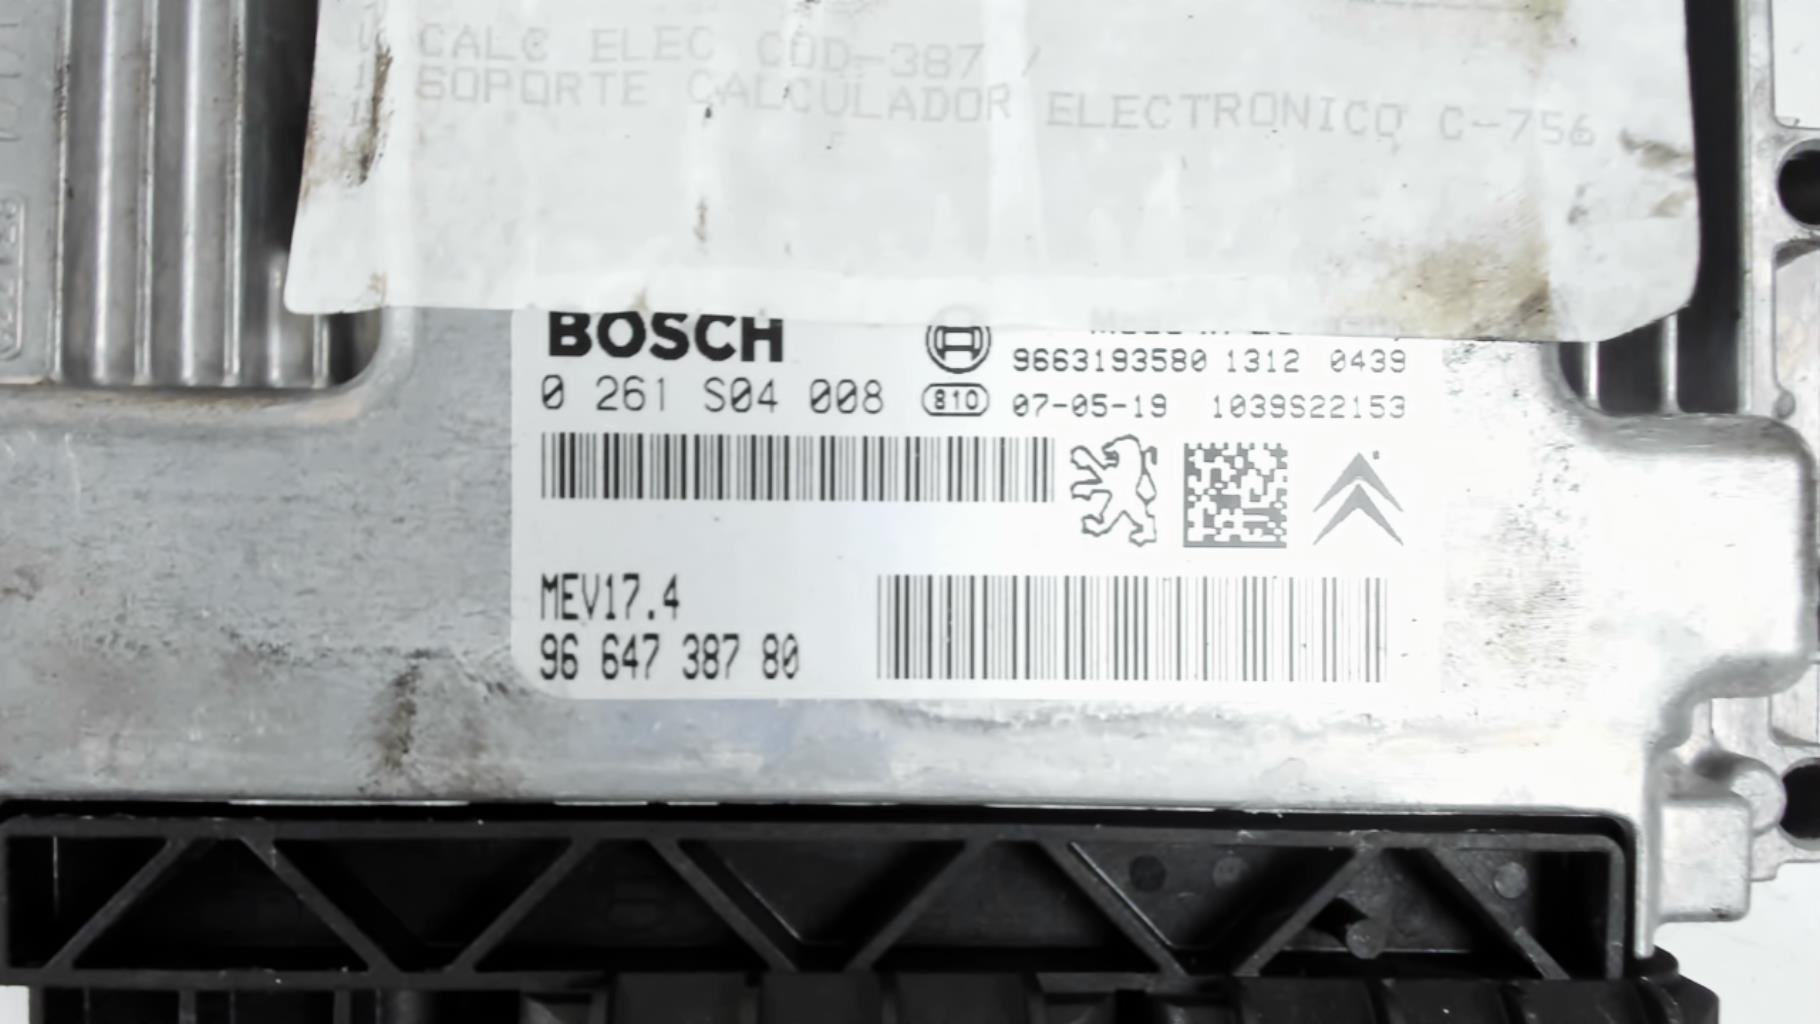 CALC ELEC COD-387 /
SOPORTE CALCULADOR ELECTRONICO C-756
BOSCH
9663193580 1312 0439
0 261 S04 008
810
07-05-19 1039S22153
MEV17.4
96 647 387 80